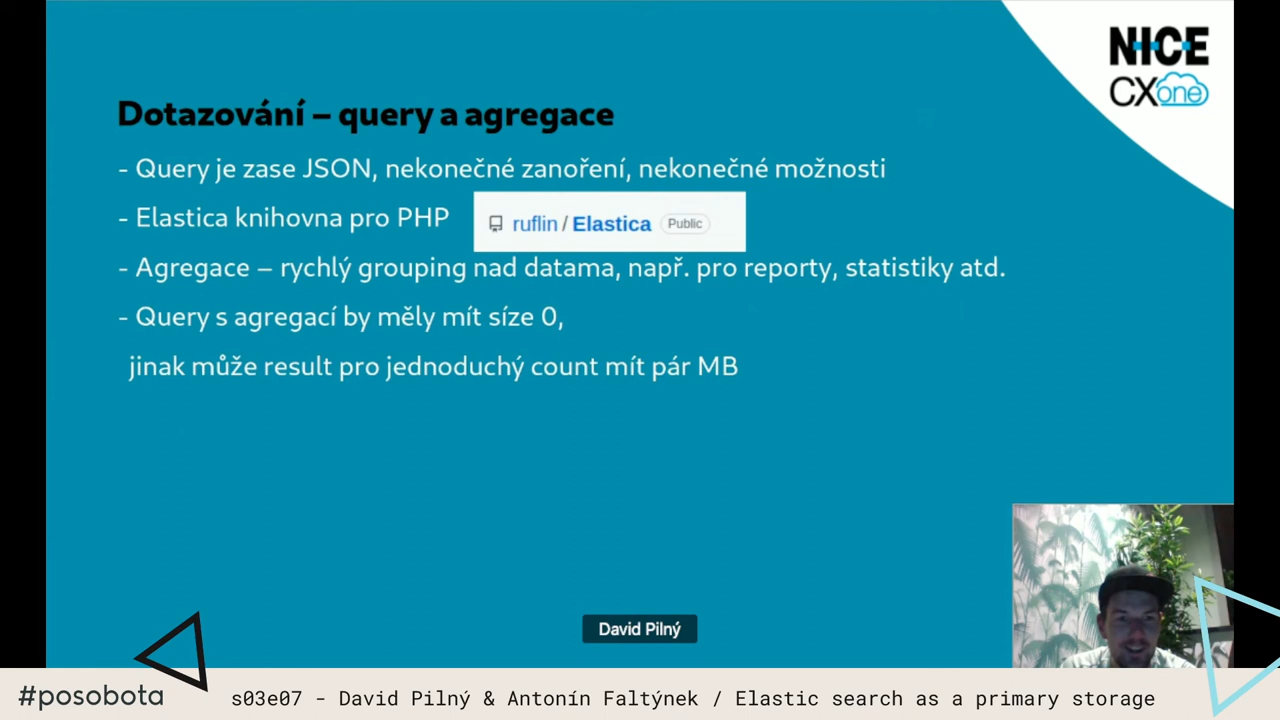 NICE
CXone
Dotazování – query a agregace
- Query je zase JSON, nekonečné zanoření, nekonečné možnosti
- Elastica knihovna pro PHP
ruflin / Elastica Public
- Agregace – rychlý grouping nad datama, např. pro reporty, statistiky atd.
- Query s agregací by měly mít síze 0,
jinak může result pro jednoduchý count mít pár MB
David Pilný
#posobota
s03e07 - David Pilný & Antonín Faltýnek / Elastic search as a primary storage